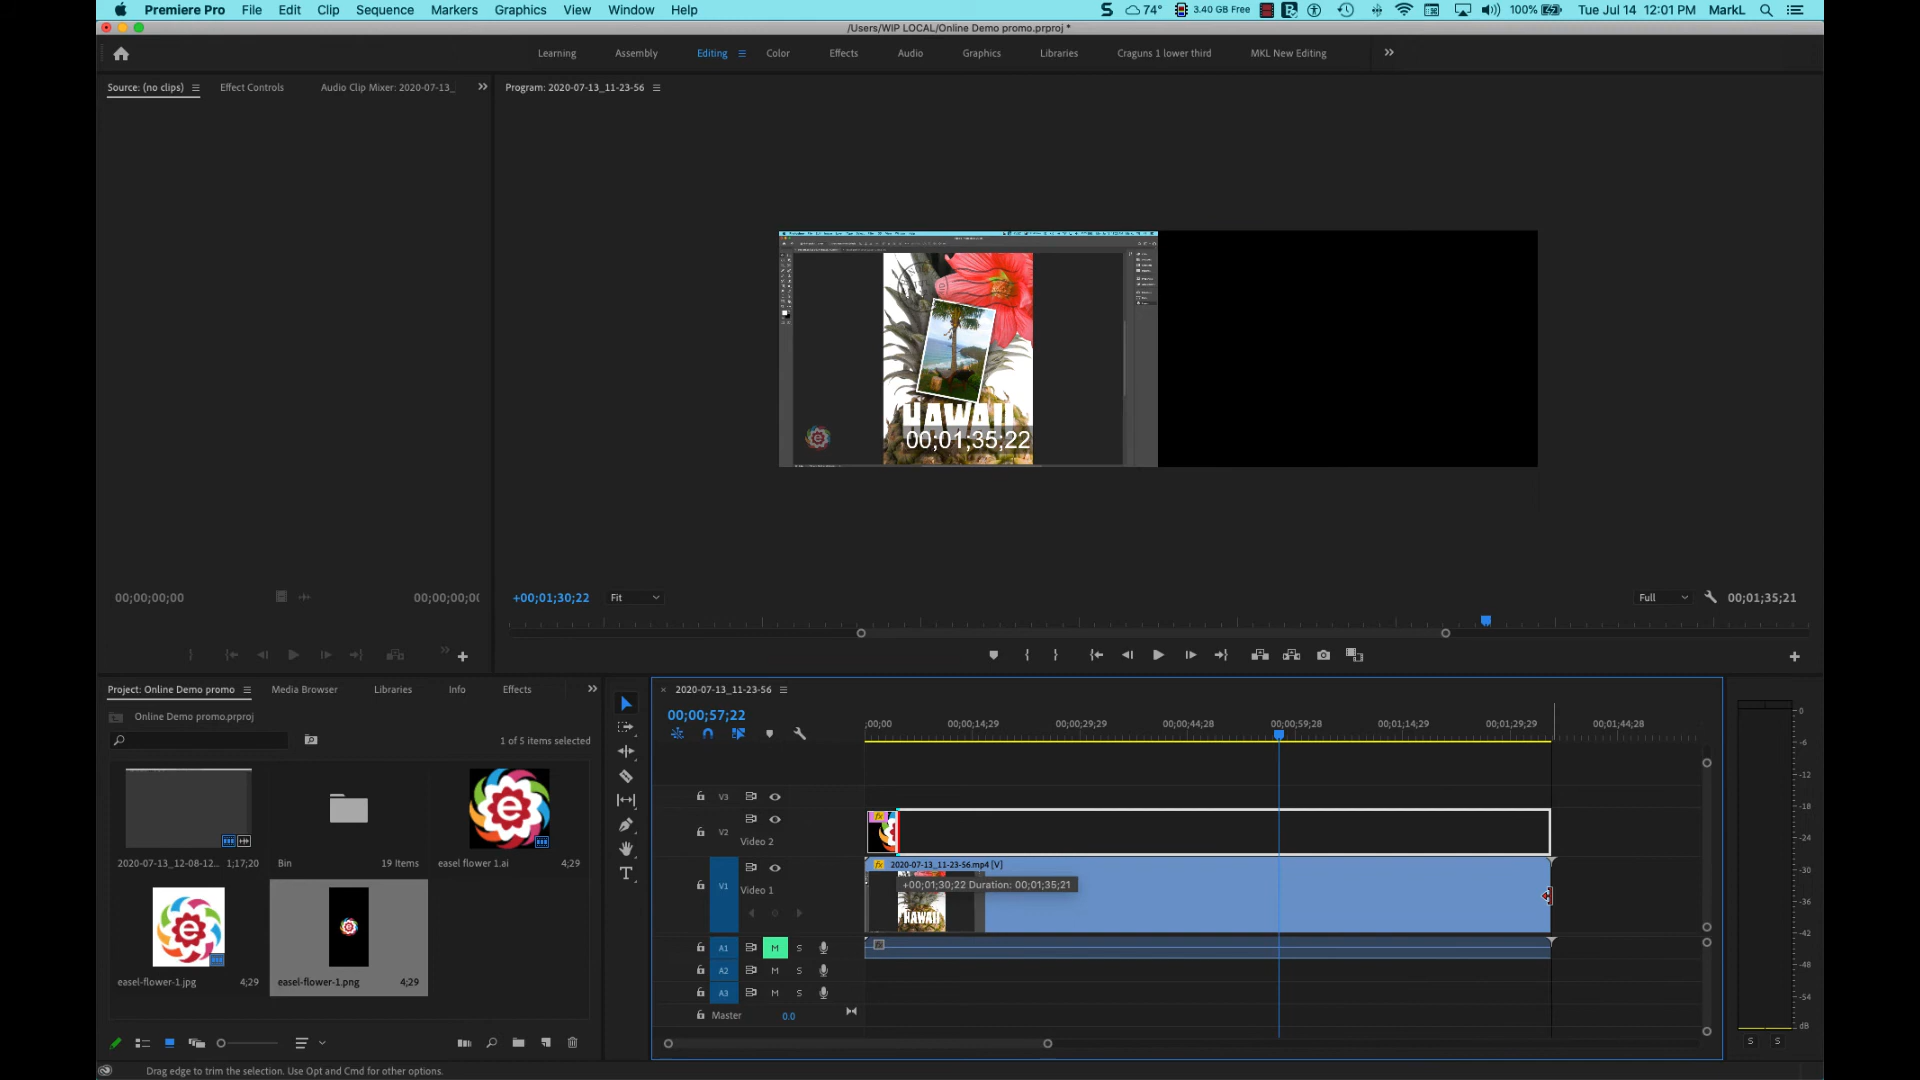 Premiere Pro File Edit Clip Sequence Markers Graphics View Window Help 74° 3.40 GB Free 100% Tue Jul 14 12:01 PM MarkL
/Users/WIP LOCAL/Online Demo promo.prproj *
Learning Assembly Editing Color Effects Audio Graphics Libraries Craguns 1 lower third MKL New Editing
Source: (no clips) Effect Controls Audio Clip Mixer: 2020-07-13_ Program: 2020-07-13_11-23-56
HAWAII
00;01;35;22
00;00;00;00 00;00;00;00 +00;01;30;22 Fit Full 00;01;35;21
Project: Online Demo promo Media Browser Libraries Info Effects
Online Demo promo.prproj
1 of 5 items selected
2020-07-13_12-08-12... 1;17;20 Bin 19 Items easel flower 1.ai 4;29
easel-flower-1.jpg 4;29 easel-flower-1.png 4;29
× 2020-07-13_11-23-56
00;00;57;22
;00;00 00;00;14;29 00;00;29;29 00;00;44;28 00;00;59;28 00;01;14;29 00;01;29;29 00;01;44;28
V3
V2
Video 2
2020-07-13_11-23-56.mp4 [V]
V1
Video 1
+00;01;30;22 Duration: 00;01;35;21
HAWAII
A1 M S
A2 M S
A3 M S
Master 0.0
0
-6
-12
-18
-24
-30
-36
-42
-48
-54
dB
S S
Drag edge to trim the selection. Use Opt and Cmd for other options.